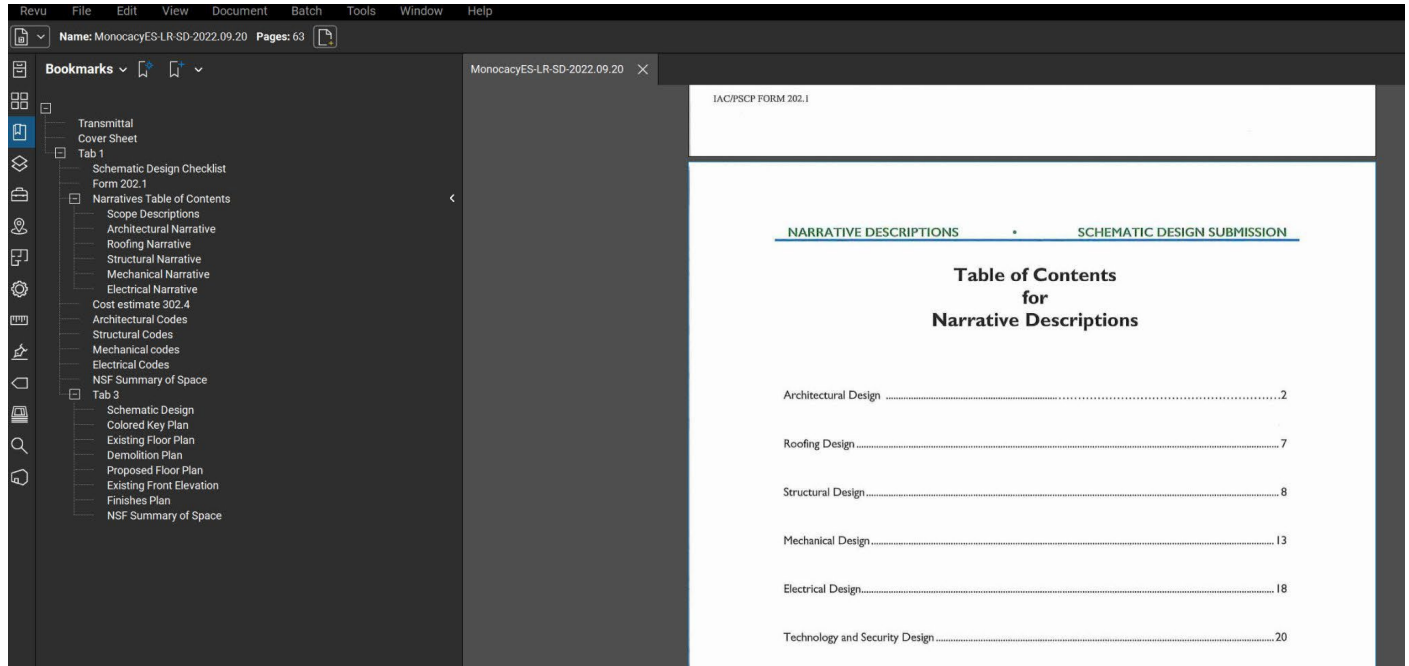 Revu File Edit View Document Batch Tools Window Help
Name: MonocacyES-LR-SD-2022.09.20 Pages: 63
Bookmarks
Transmittal
Cover Sheet
Tab 1
Schematic Design Checklist
Form 202.1
Narratives Table of Contents
Scope Descriptions
Architectural Narrative
Roofing Narrative
Structural Narrative
Mechanical Narrative
Electrical Narrative
Cost estimate 302.4
Architectural Codes
Structural Codes
Mechanical codes
Electrical Codes
NSF Summary of Space
Tab 3
Schematic Design
Colored Key Plan
Existing Floor Plan
Demolition Plan
Proposed Floor Plan
Existing Front Elevation
Finishes Plan
NSF Summary of Space
MonocacyES-LR-SD-2022.09.20
IAC/PSCP FORM 202.1
NARRATIVE DESCRIPTIONS • SCHEMATIC DESIGN SUBMISSION
Table of Contents
for
Narrative Descriptions
Architectural Design ........................................ 2
Roofing Design ........................................ 7
Structural Design ........................................ 8
Mechanical Design ........................................ 13
Electrical Design ........................................ 18
Technology and Security Design ........................................ 20